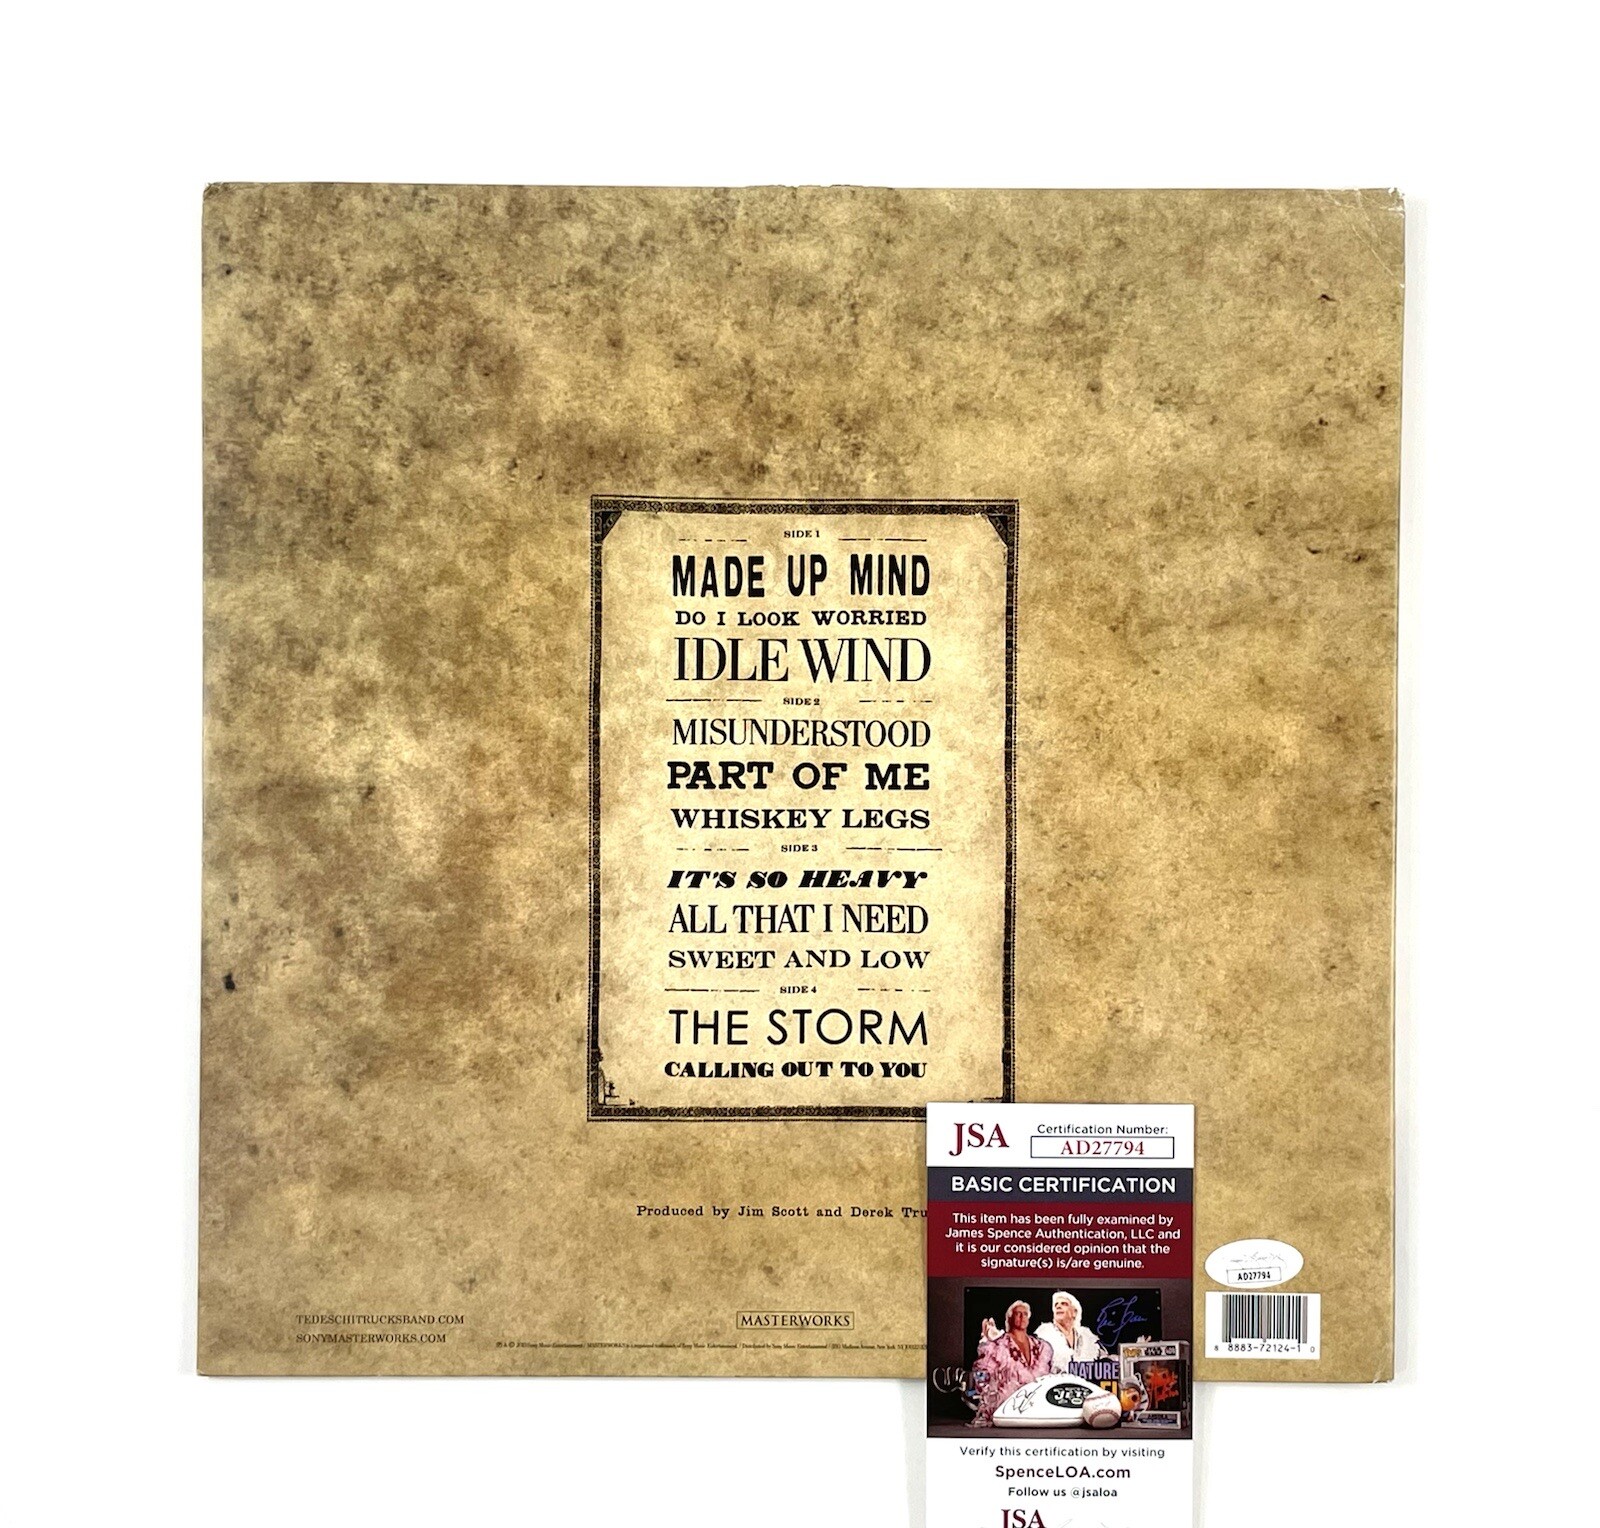 SIDE 1
MADE UP MIND
DO I LOOK WORRIED
IDLE WIND
SIDE 2
MISUNDERSTOOD
PART OF ME
WHISKEY LEGS
SIDE 3
IT'S SO HEAVY
ALL THAT I NEED
SWEET AND LOW
SIDE 4
THE STORM
CALLING OUT TO YOU
Produced by Jim Scott and Derek Tru
TEDESCHITRUCKSBAND.COM
SONYMASTERWORKS.COM
MASTERWORKS
JSA
Certification Number:
AD27794
BASIC CERTIFICATION
This item has been fully examined by
James Spence Authentication, LLC and
it is our considered opinion that the
signature(s) is/are genuine.
NATURE
JETS
Verify this certification by visiting
SpenceLOA.com
Follow us @jsaloa
JSA
AD27794
8 8883-72124-1 0